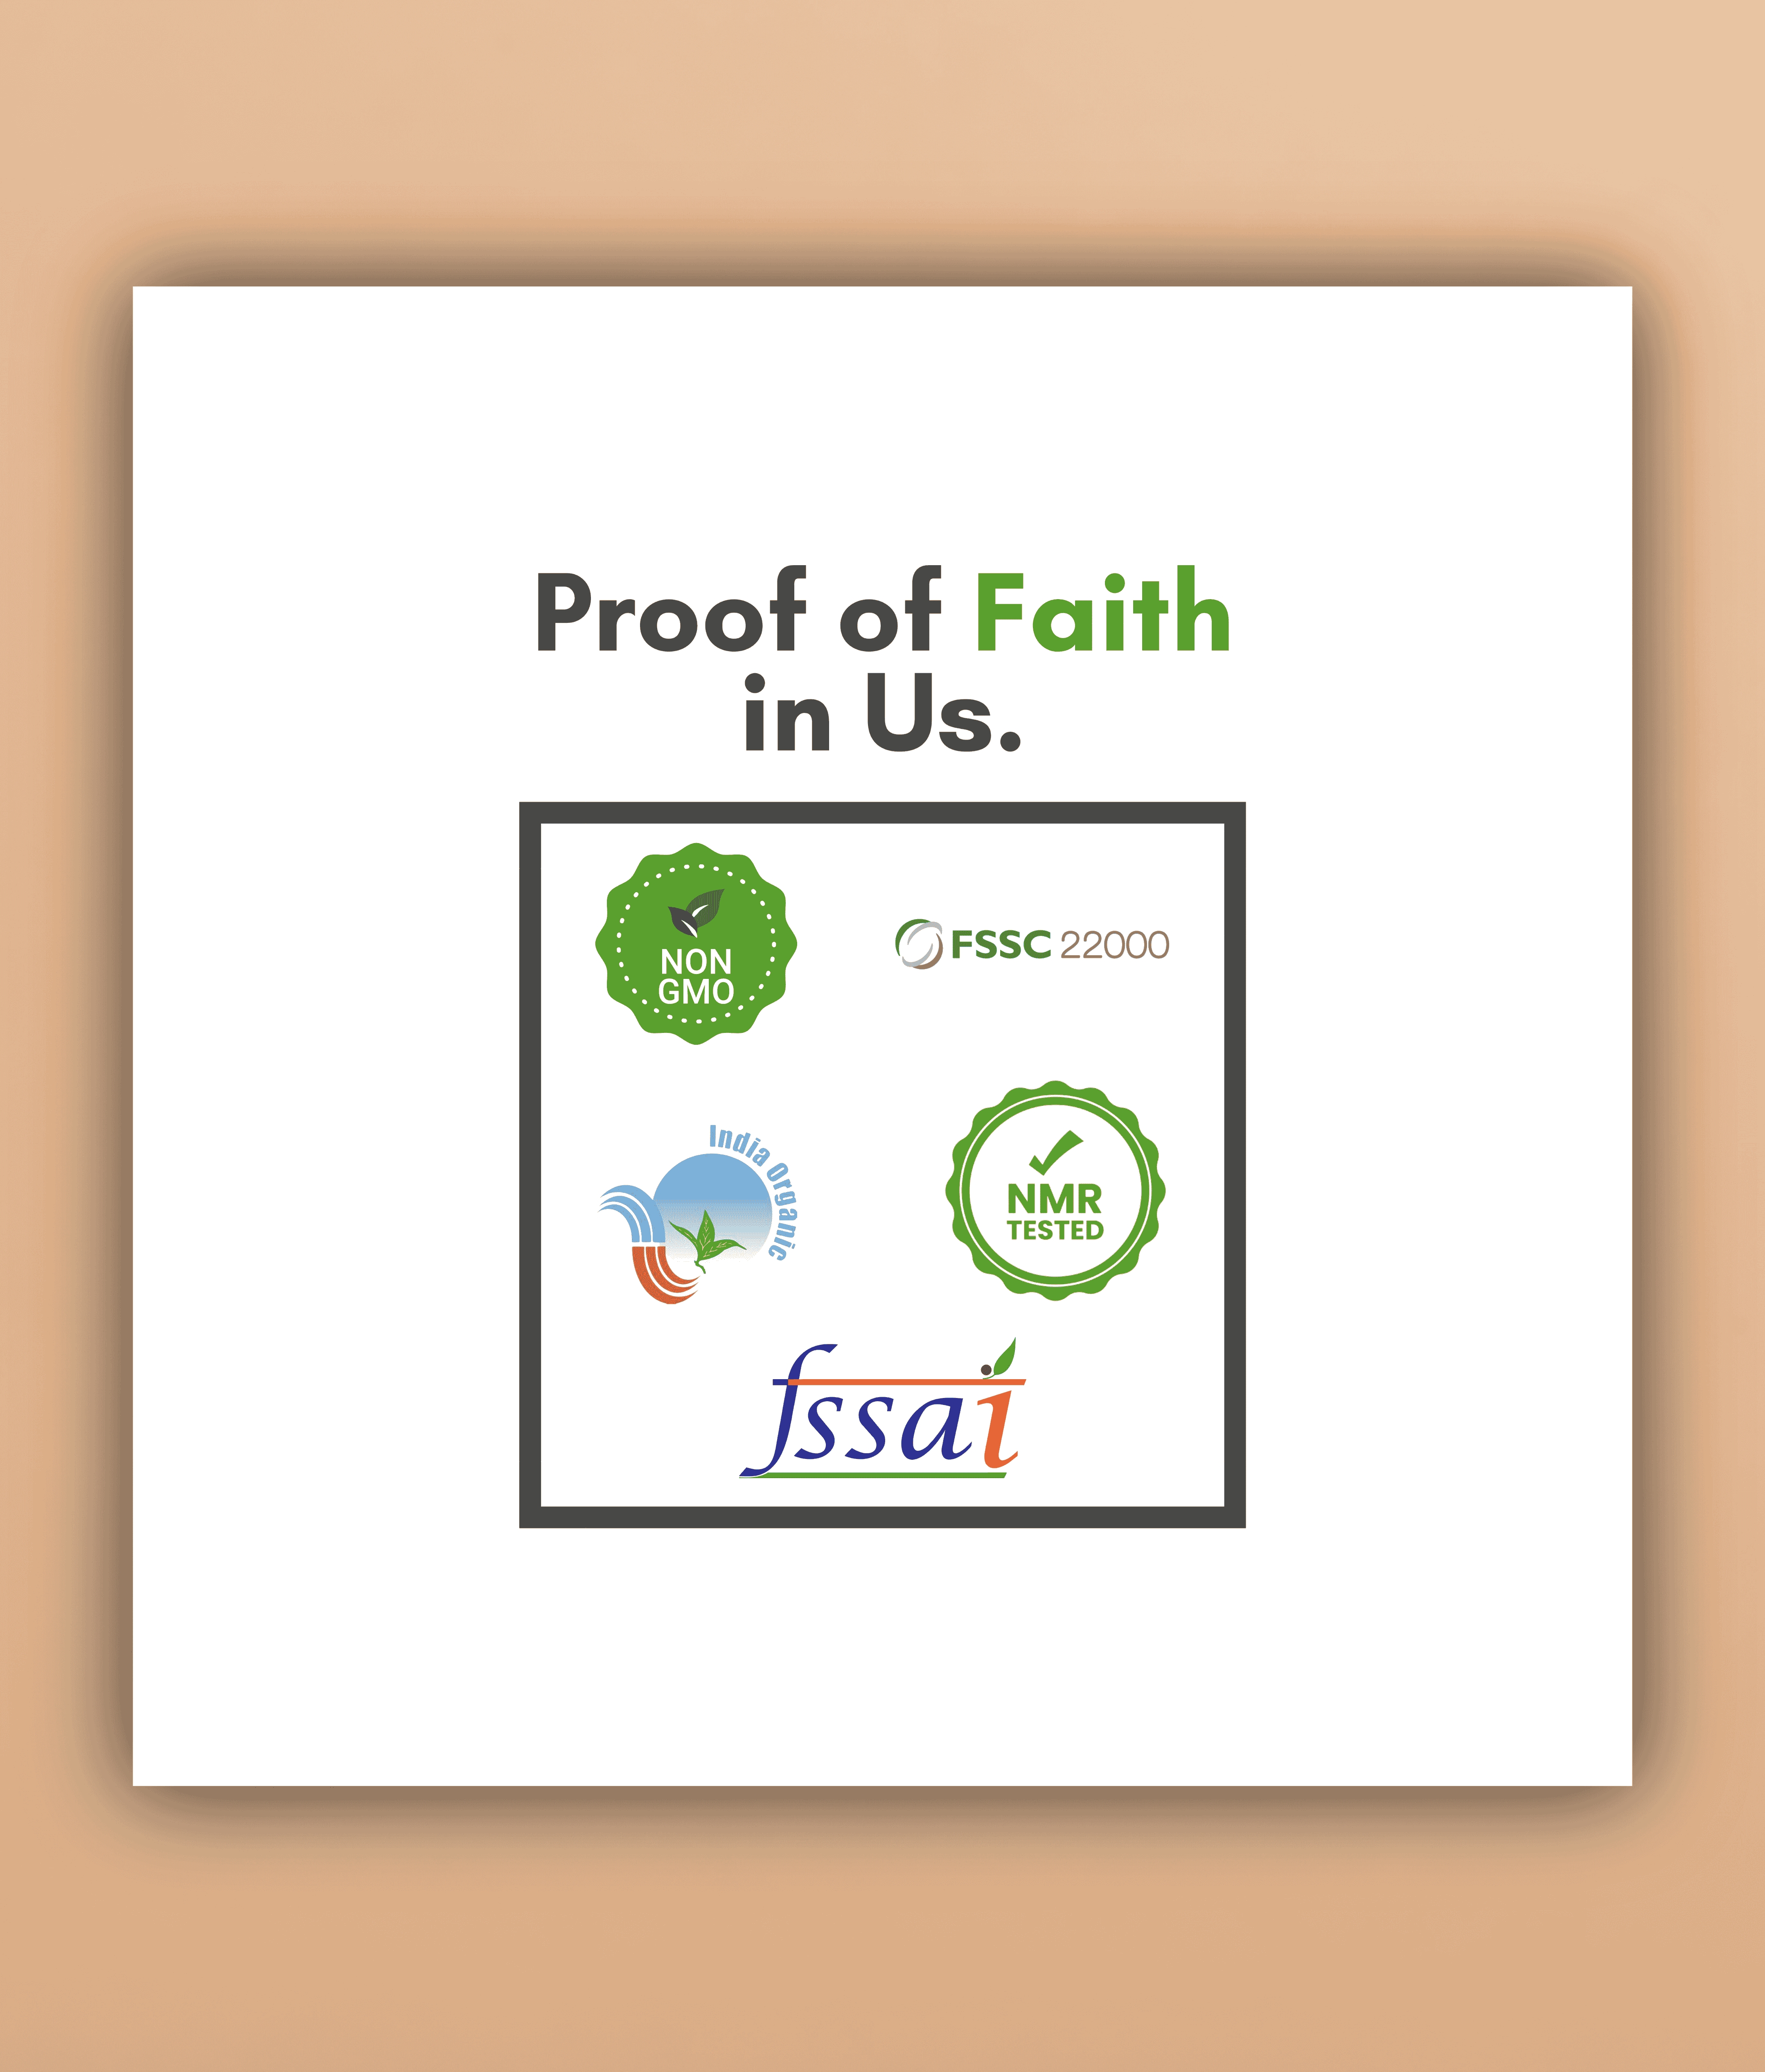 Proof of Faith
in Us.
NON
GMO
FSSC 22000
India Organic
NMR
TESTED
fssai